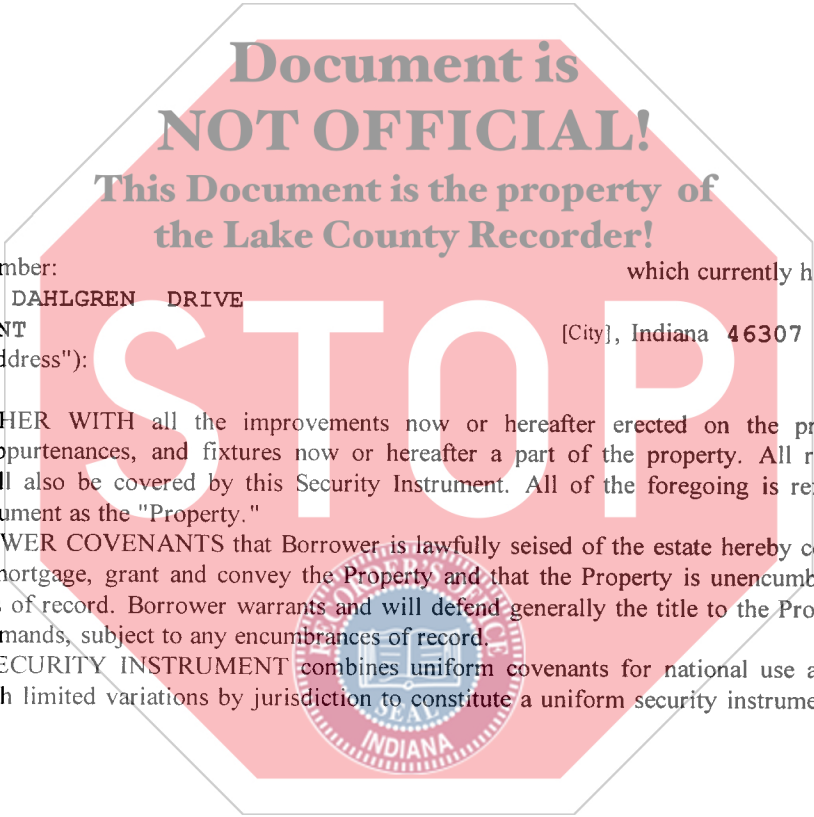 Document is
NOT OFFICIAL!
This Document is the property of
the Lake County Recorder!
mber: which currently h
DAHLGREN DRIVE
NT [City], Indiana 46307
ddress"):
STOP
HER WITH all the improvements now or hereafter erected on the pr
ppurtenances, and fixtures now or hereafter a part of the property. All r
ll also be covered by this Security Instrument. All of the foregoing is re
ument as the "Property."
WER COVENANTS that Borrower is lawfully seised of the estate hereby c
mortgage, grant and convey the Property and that the Property is unencumb
s of record. Borrower warrants and will defend generally the title to the Pro
mands, subject to any encumbrances of record.
ECURITY INSTRUMENT combines uniform covenants for national use a
h limited variations by jurisdiction to constitute a uniform security instrume
RECORDER'S OFFICE
SEAL
INDIANA